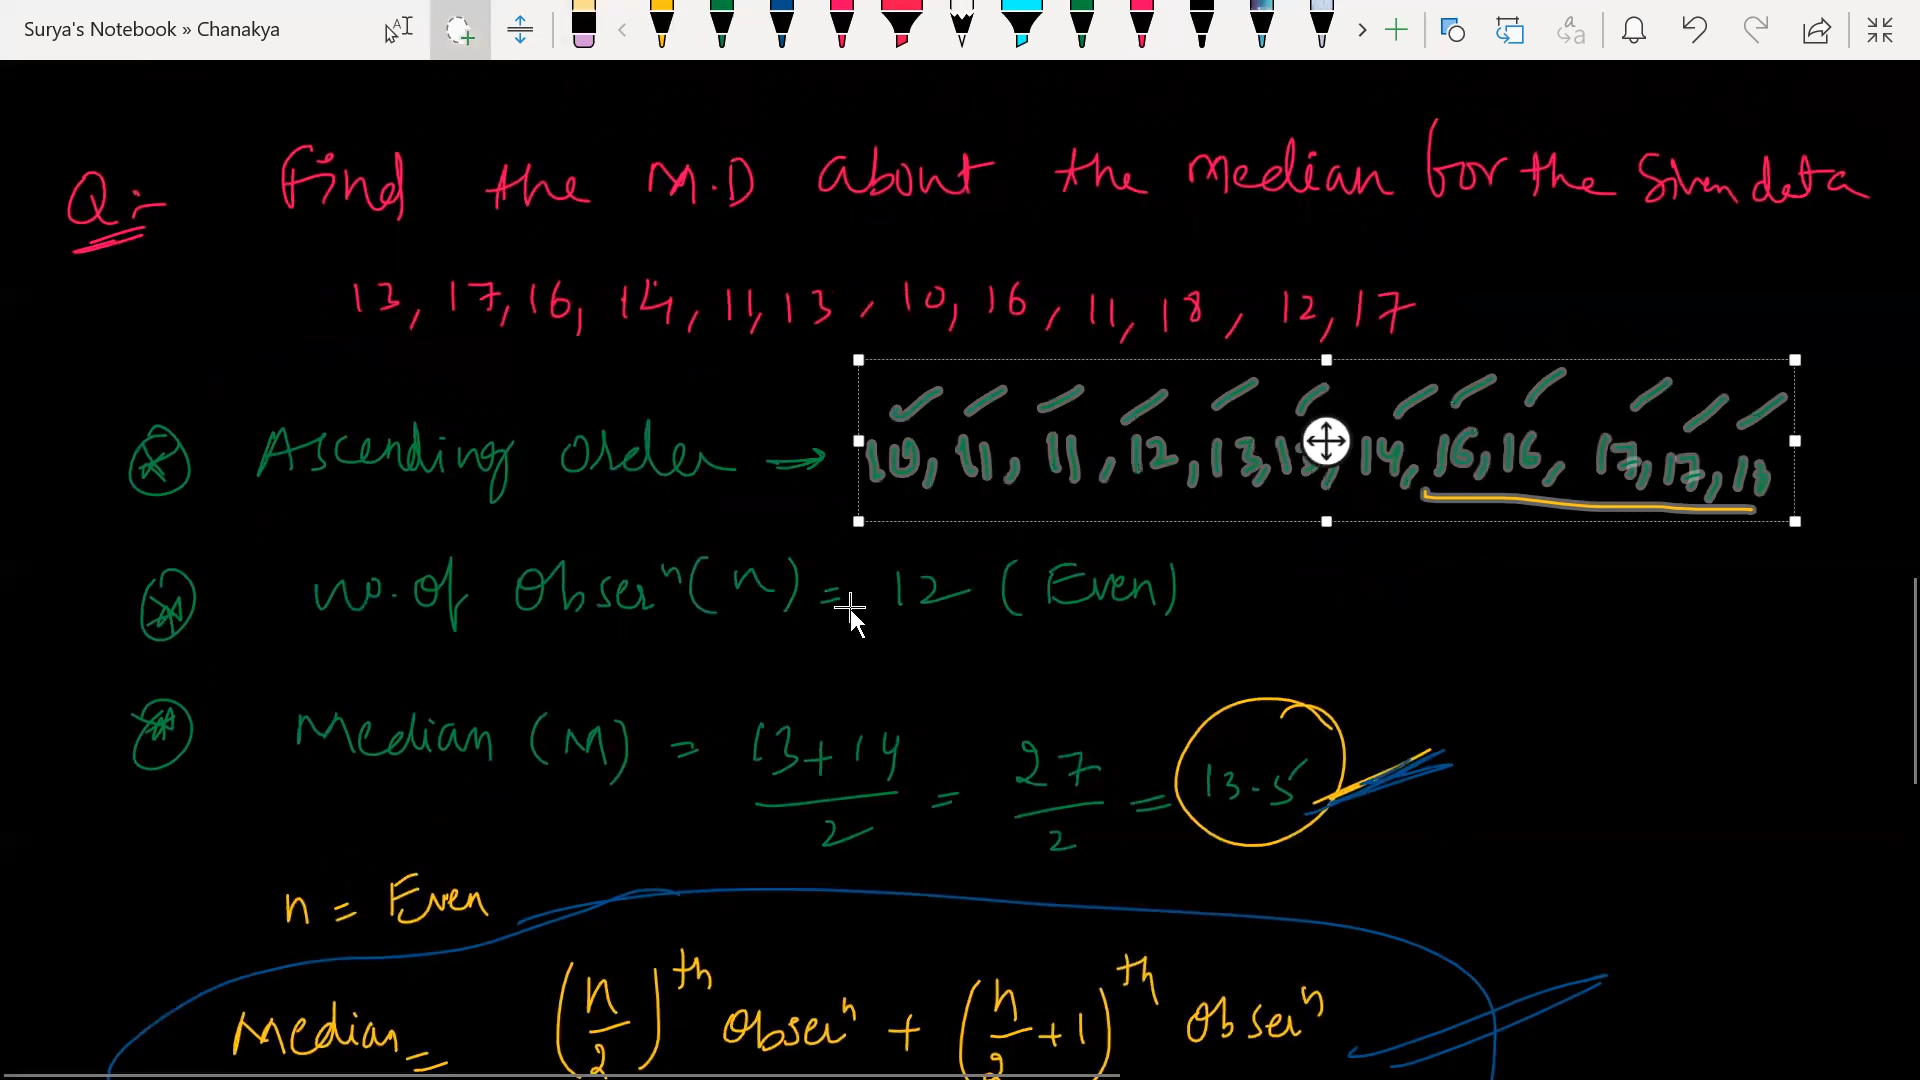 Surya's Notebook » Chanakya
Q:- Find the M.D about the median for the given data
13, 17, 16, 14, 11, 13, 10, 16, 11, 18, 12, 17
Ascending order → 10, 11, 11, 12, 13, 13, 14, 16, 16, 17, 17, 18
no. of Obserⁿ (n) = 12 (Even)
Median (M) = 13+14/2 = 27/2 = 13.5
n = Even
Median = (n/2)th Obserⁿ + (n/2 + 1)th Obserⁿ